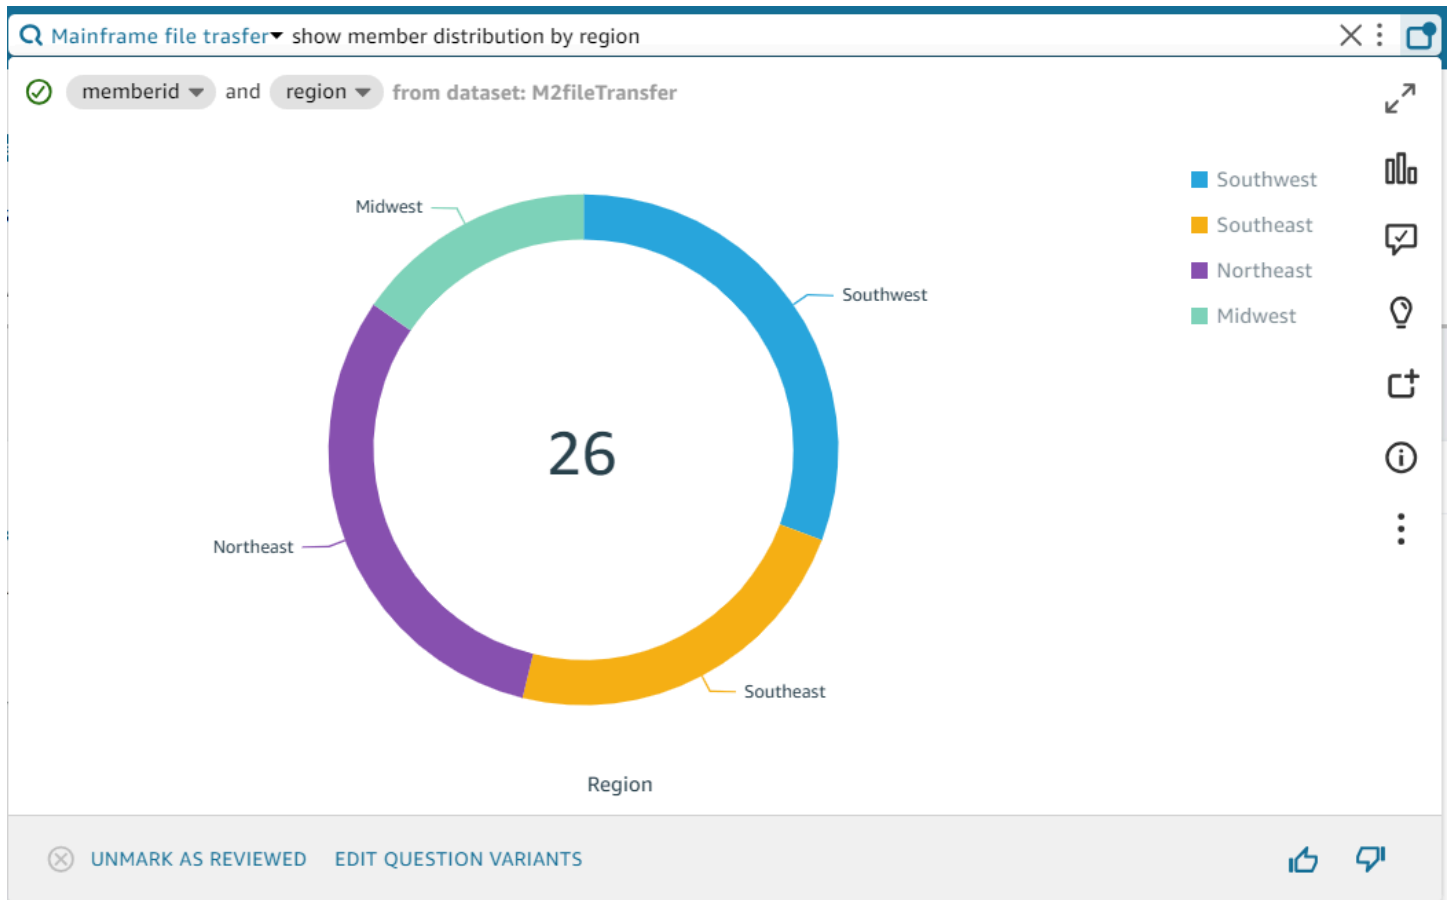 Mainframe file trasfer show member distribution by region
memberid and region from dataset: M2fileTransfer
Southwest
Southeast
Northeast
Midwest
Midwest
Southwest
26
Northeast
Southeast
Region
UNMARK AS REVIEWED EDIT QUESTION VARIANTS